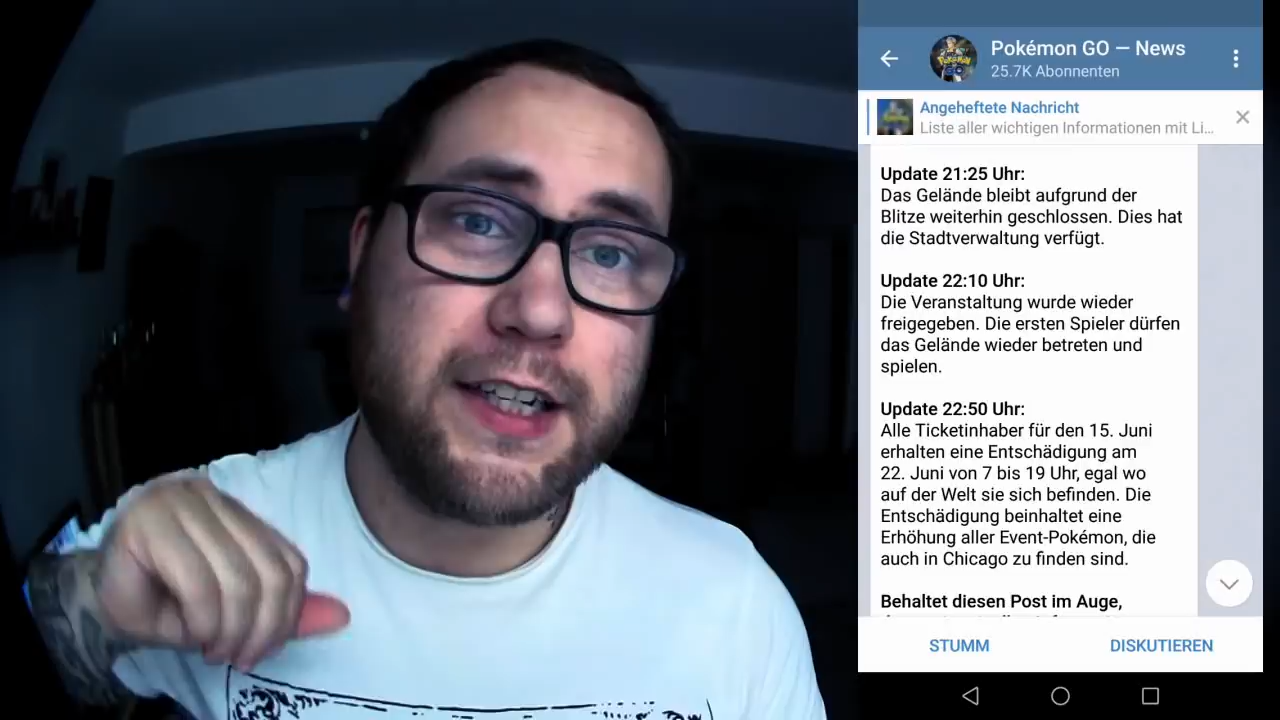 Pokémon GO — News
25.7K Abonnenten
Angeheftete Nachricht
Liste aller wichtigen Informationen mit Li...
Update 21:25 Uhr:
Das Gelände bleibt aufgrund der
Blitze weiterhin geschlossen. Dies hat
die Stadtverwaltung verfügt.
Update 22:10 Uhr:
Die Veranstaltung wurde wieder
freigegeben. Die ersten Spieler dürfen
das Gelände wieder betreten und
spielen.
Update 22:50 Uhr:
Alle Ticketinhaber für den 15. Juni
erhalten eine Entschädigung am
22. Juni von 7 bis 19 Uhr, egal wo
auf der Welt sie sich befinden. Die
Entschädigung beinhaltet eine
Erhöhung aller Event-Pokémon, die
auch in Chicago zu finden sind.
Behaltet diesen Post im Auge,
STUMM
DISKUTIEREN